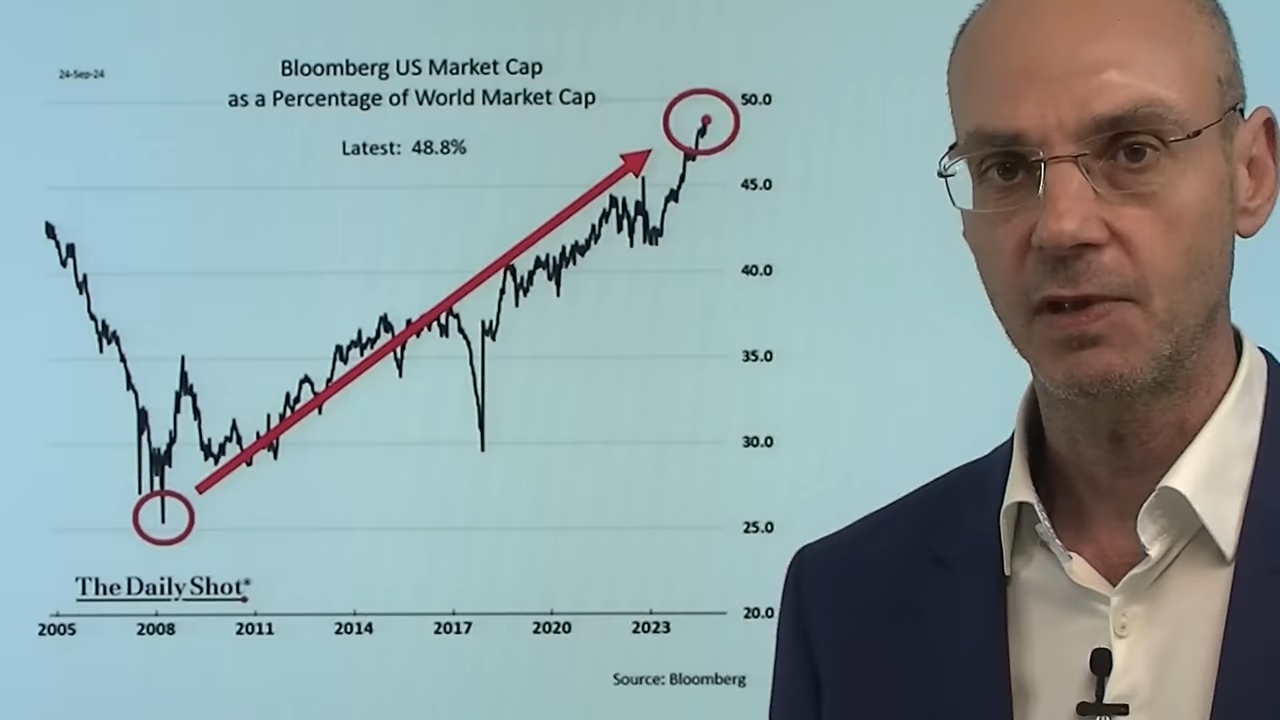 24-Sep-24
Bloomberg US Market Cap
as a Percentage of World Market Cap
Latest: 48.8%
50.0
45.0
40.0
35.0
30.0
25.0
20.0
The Daily Shot®
2005 2008 2011 2014 2017 2020 2023
Source: Bloomberg